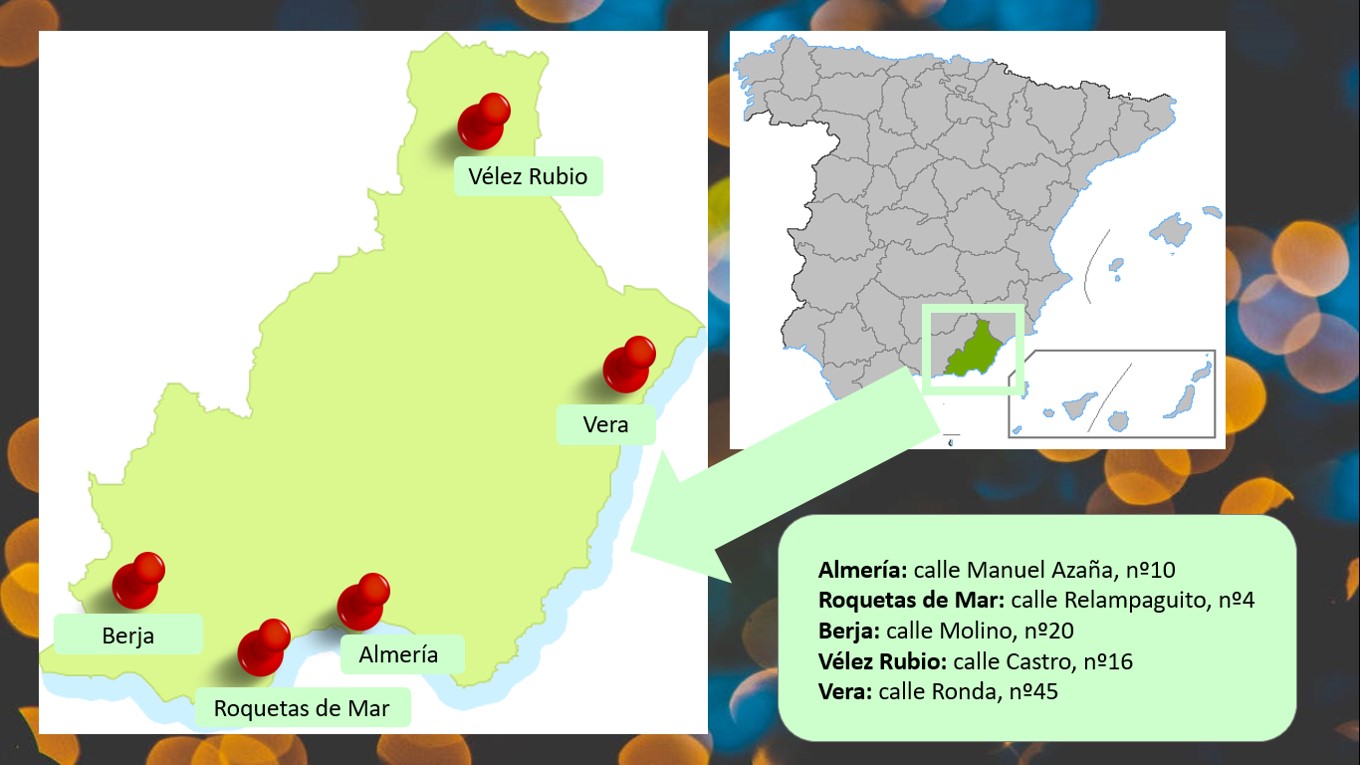 Vélez Rubio
Vera
Berja
Almería
Roquetas de Mar
Almería: calle Manuel Azaña, nº10
Roquetas de Mar: calle Relampaguito, nº4
Berja: calle Molino, nº20
Vélez Rubio: calle Castro, nº16
Vera: calle Ronda, nº45